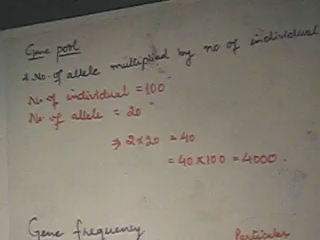 Gene pool
2. No. of allele multiplied by no of individual
No. of individual = 100
No. of allele = 20
⇒ 2 x 20 = 40
= 40 x 100 = 4000.
Gene frequency
Particular